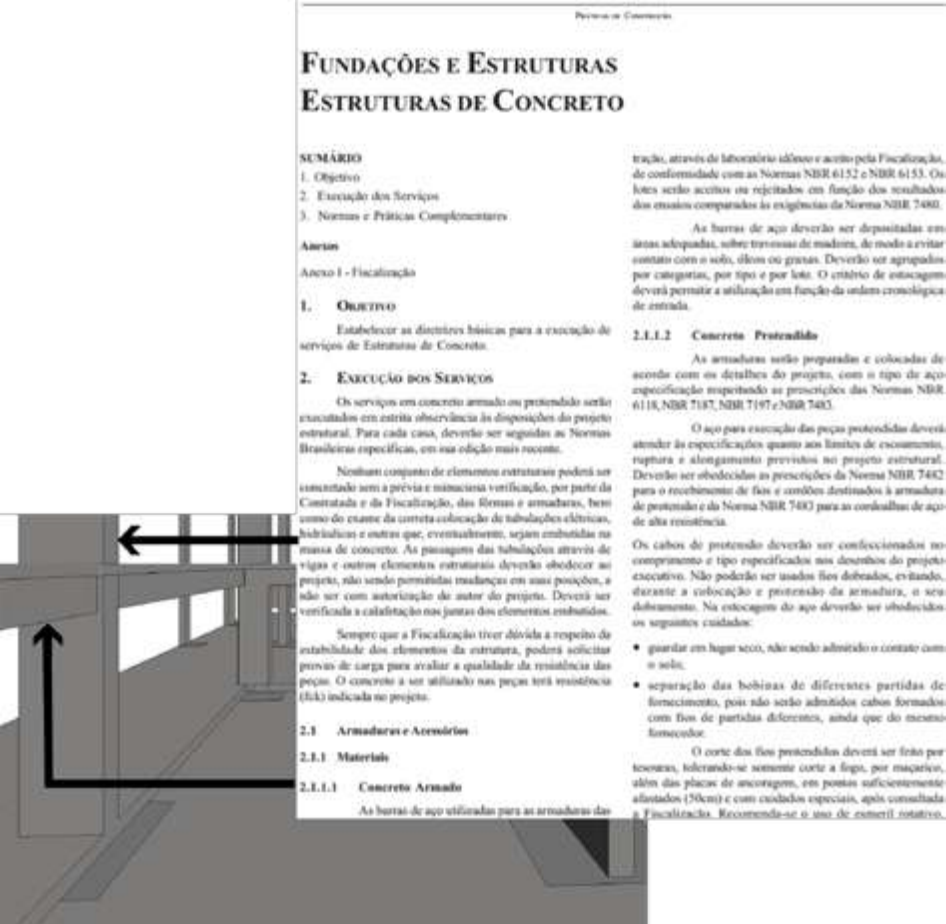 PRÁTICAS DE CONSTRUÇÃO
FUNDAÇÕES E ESTRUTURAS
ESTRUTURAS DE CONCRETO
SUMÁRIO
1. Objetivo
2. Execução dos Serviços
3. Normas e Práticas Complementares
Anexos
Anexo 1 - Fiscalização
1. OBJETIVO
Estabelecer as diretrizes básicas para a execução de
serviços de Estruturas de Concreto.
2. EXECUÇÃO DOS SERVIÇOS
Os serviços em concreto armado ou protendido serão
executados em estrita observância às disposições do projeto
estrutural. Para cada caso, deverão ser seguidas as Normas
Brasileiras específicas, em sua edição mais recente.
Nenhum conjunto de elementos estruturais poderá ser
concretado sem a prévia e minuciosa verificação, por parte da
Contratada e da Fiscalização, das fôrmas e armaduras, bem
como do exame da correta colocação de tubulações elétricas,
hidráulicas e outras que, eventualmente, sejam embutidas na
massa de concreto. As passagens das tubulações através de
vigas e outros elementos estruturais deverão obedecer ao
projeto, não sendo permitidas mudanças em suas posições, a
não ser com autorização do autor do projeto. Deverá ser
verificada a calafetação nas juntas dos elementos embutidos.
Sempre que a Fiscalização tiver dúvida a respeito da
estabilidade dos elementos da estrutura, poderá solicitar
provas de carga para avaliar a qualidade da resistência das
peças. O concreto a ser utilizado nas peças terá resistência
(fck) indicada no projeto.
2.1 Armaduras e Acessórios
2.1.1 Materiais
2.1.1.1 Concreto Armado
As barras de aço utilizadas para as armaduras das
tração, através de laboratório idôneo e aceito pela Fiscalização,
de conformidade com as Normas NBR 6152 e NBR 6153. Os
lotes serão aceitos ou rejeitados em função dos resultados
dos ensaios comparados às exigências da Norma NBR 7480.
As barras de aço deverão ser depositadas em
áreas adequadas, sobre travessas de madeira, de modo a evitar
contato com o solo, óleos ou graxas. Deverão ser agrupados
por categorias, por tipo e por lote. O critério de estocagem
deverá permitir a utilização em função da ordem cronológica
de entrada.
2.1.1.2 Concreto Protendido
As armaduras serão preparadas e colocadas de
acordo com os detalhes do projeto, com o tipo de aço
especificação respeitando as prescrições das Normas NBR
6118, NBR 7187, NBR 7197 e NBR 7483.
O aço para execução das peças protendidas deverá
atender às especificações quanto aos limites de escoamento,
ruptura e alongamento previstos no projeto estrutural.
Deverão ser obedecidas as prescrições da Norma NBR 7482
para o recebimento de fios e cordões destinados à armadura
de protensão e da Norma NBR 7483 para as cordoalhas de aço
de alta resistência.
Os cabos de protensão deverão ser confeccionados no
comprimento e tipo especificados nos desenhos do projeto
executivo. Não poderão ser usados fios dobrados, evitando,
durante a colocação e protensão da armadura, o seu
dobramento. Na estocagem do aço deverão ser obedecidos
os seguintes cuidados:
• guardar em lugar seco, não sendo admitido o contato com
o solo;
• separação das bobinas de diferentes partidas de
fornecimento, pois não serão admitidos cabos formados
com fios de partidas diferentes, ainda que do mesmo
fornecedor.
O corte dos fios protendidos deverá ser feito por
tesouras, tolerando-se somente corte a fogo, por maçarico,
além das placas de ancoragem, em pontos suficientemente
afastados (50cm) e com cuidados especiais, após consultada
a Fiscalização. Recomenda-se o uso de esmeril rotativo,